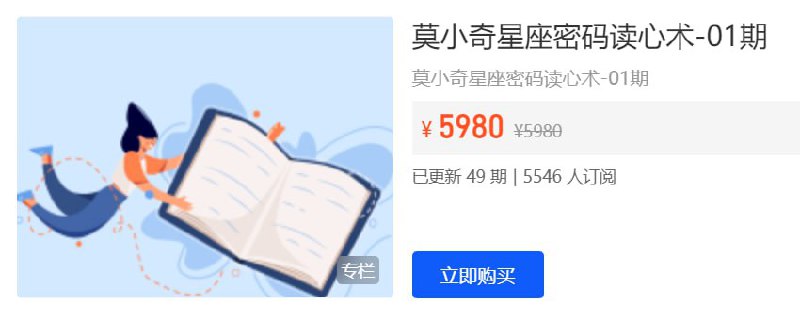 莫小奇星座密码读心术-01期
莫小奇星座密码读心术-01期
¥ 5980 ¥5980
已更新 49 期 | 5546 人订阅
专栏
立即购买